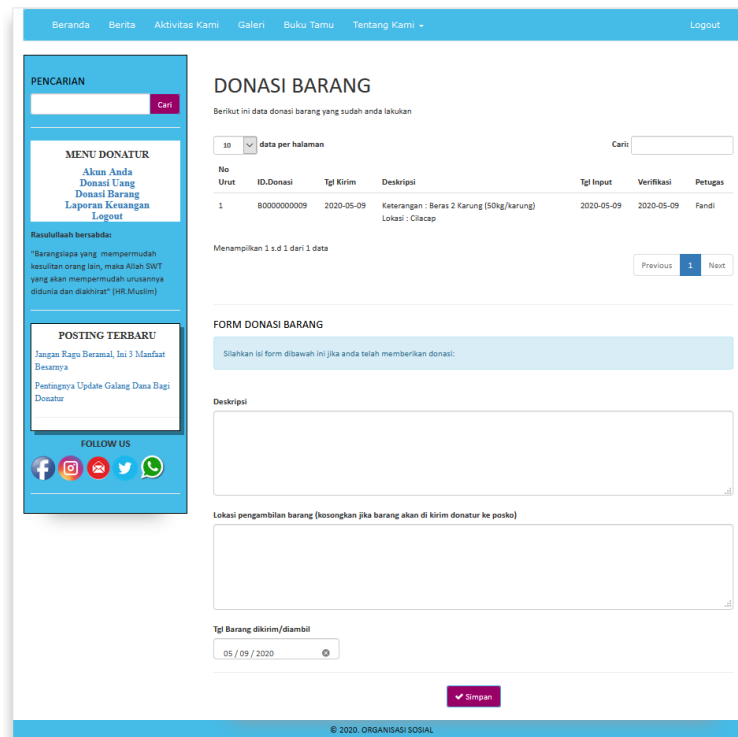 Beranda Berita Aktivitas Kami Galeri Buku Tamu Tentang Kami Logout
PENCARIAN
Cari
MENU DONATUR
Akun Anda
Donasi Uang
Donasi Barang
Laporan Keuangan
Logout
Rasulullaah bersabda:
"Barangsiapa yang mempermudah
kesulitan orang lain, maka Allah SWT
yang akan mempermudah urusannya
didunia dan diakhirat" (HR.Muslim)
POSTING TERBARU
Jangan Ragu Beramal, Ini 3 Manfaat
Besarnya
Pentingnya Update Galang Dana Bagi
Donatur
FOLLOW US
DONASI BARANG
Berikut ini data donasi barang yang sudah anda lakukan
10 data per halaman Cari:
No
Urut ID.Donasi Tgl Kirim Deskripsi Tgl Input Verifikasi Petugas
1 B0000000009 2020-05-09 Keterangan : Beras 2 Karung (50kg/karung) 2020-05-09 2020-05-09 Fandi
Lokasi : Cilacap
Menampilkan 1 s.d 1 dari 1 data
Previous 1 Next
FORM DONASI BARANG
Silahkan isi form dibawah ini jika anda telah memberikan donasi:
Deskripsi
Lokasi pengambilan barang (kosongkan jika barang akan di kirim donatur ke posko)
Tgl Barang dikirim/diambil
05 / 09 / 2020
Simpan
© 2020. ORGANISASI SOSIAL